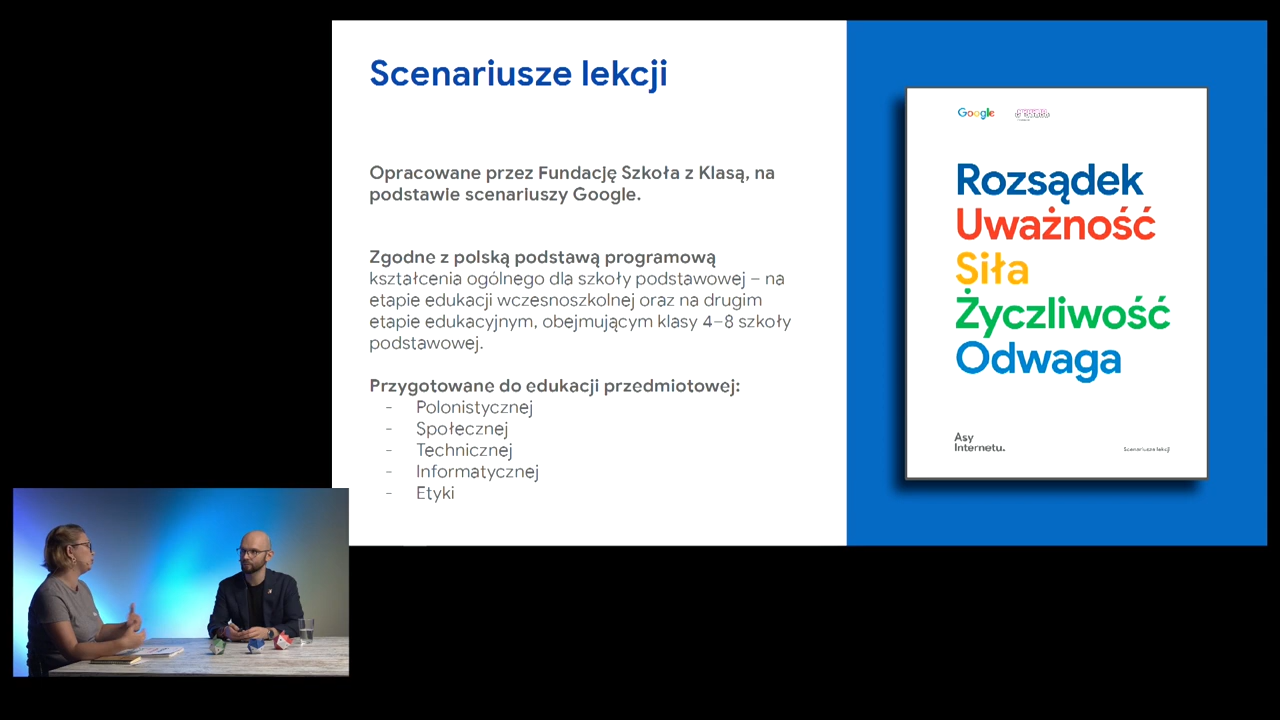 Scenariusze lekcji
Opracowane przez Fundację Szkoła z Klasą, na
podstawie scenariuszy Google.
Zgodne z polską podstawą programową
kształcenia ogólnego dla szkoły podstawowej – na
etapie edukacji wczesnoszkolnej oraz na drugim
etapie edukacyjnym, obejmującym klasy 4–8 szkoły
podstawowej.
Przygotowane do edukacji przedmiotowej:
- Polonistycznej
- Społecznej
- Technicznej
- Informatycznej
- Etyki
Google
Rozsądek
Uważność
Siła
Życzliwość
Odwaga
Asy
Internetu.
Scenariusze lekcji